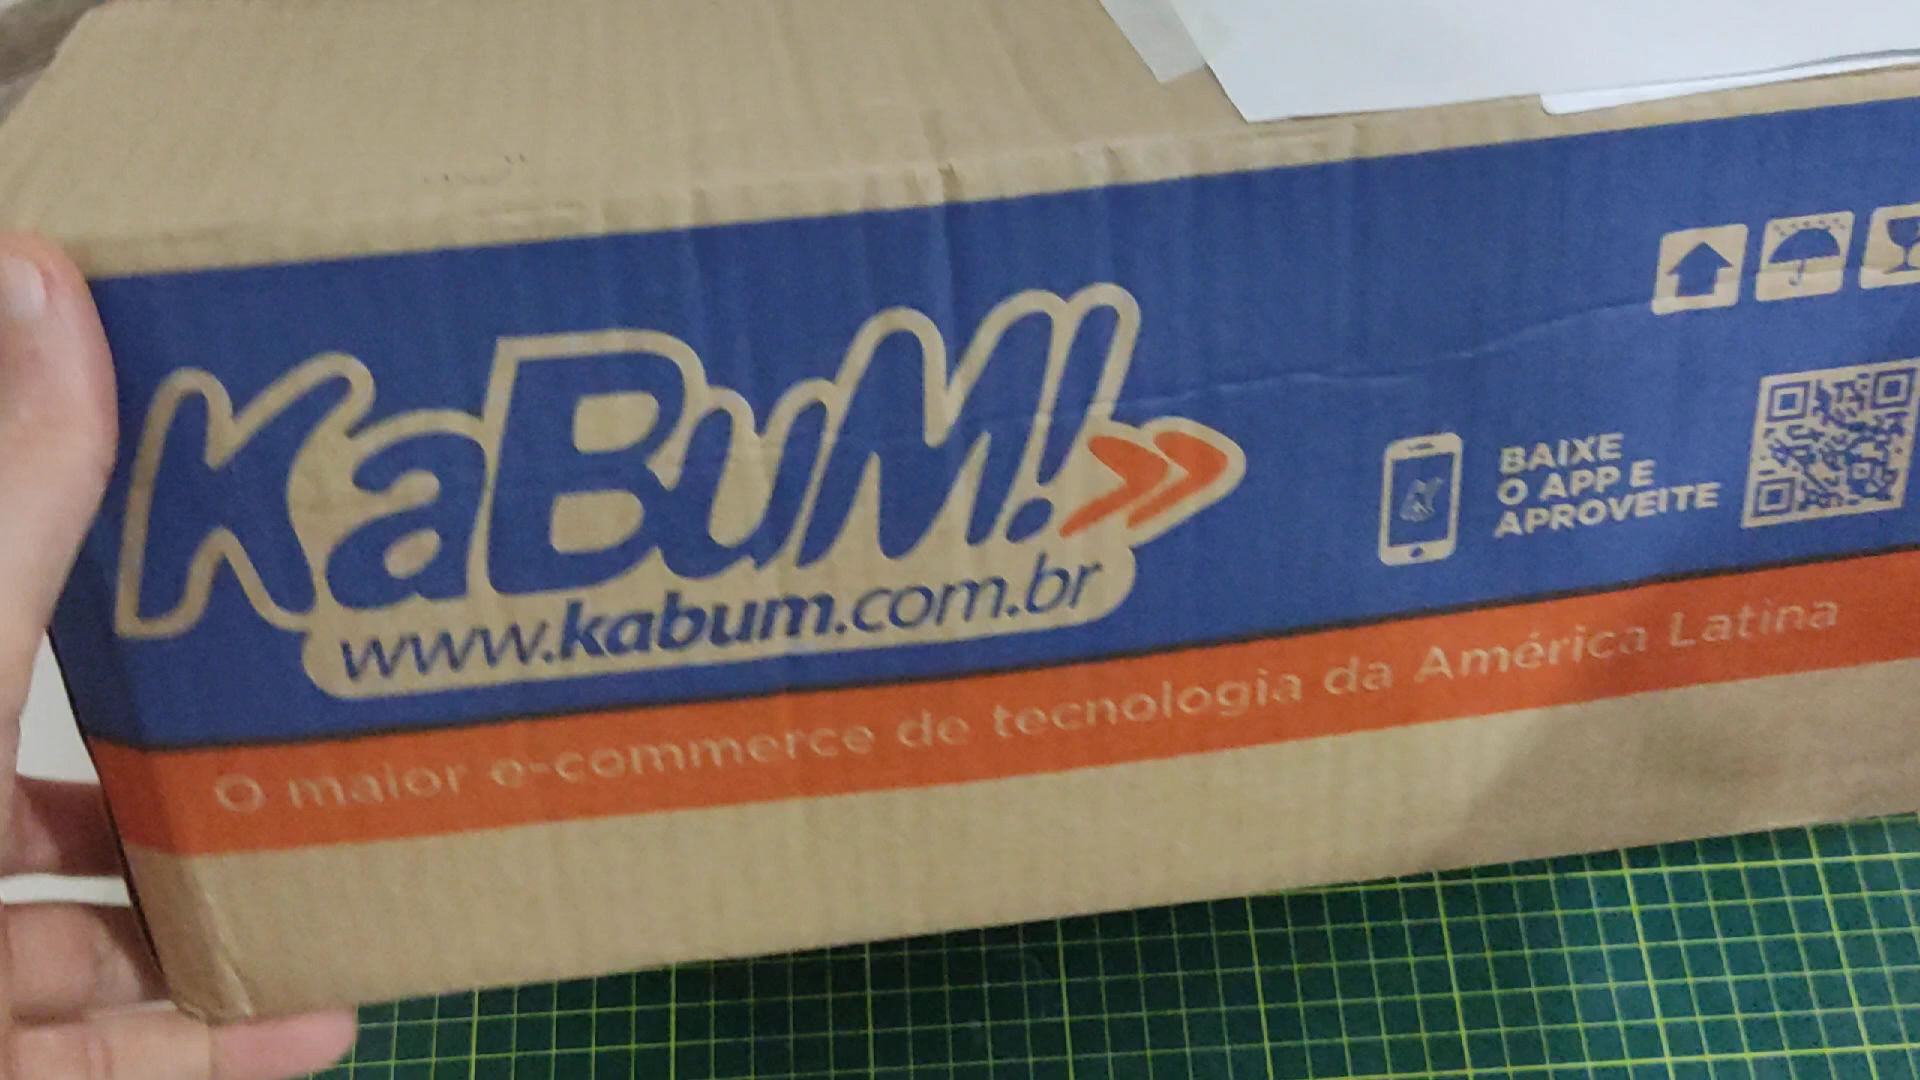 KaBuM!
www.kabum.com.br
BAIXE
O APP E
APROVEITE
O maior e-commerce de tecnologia da América Latina